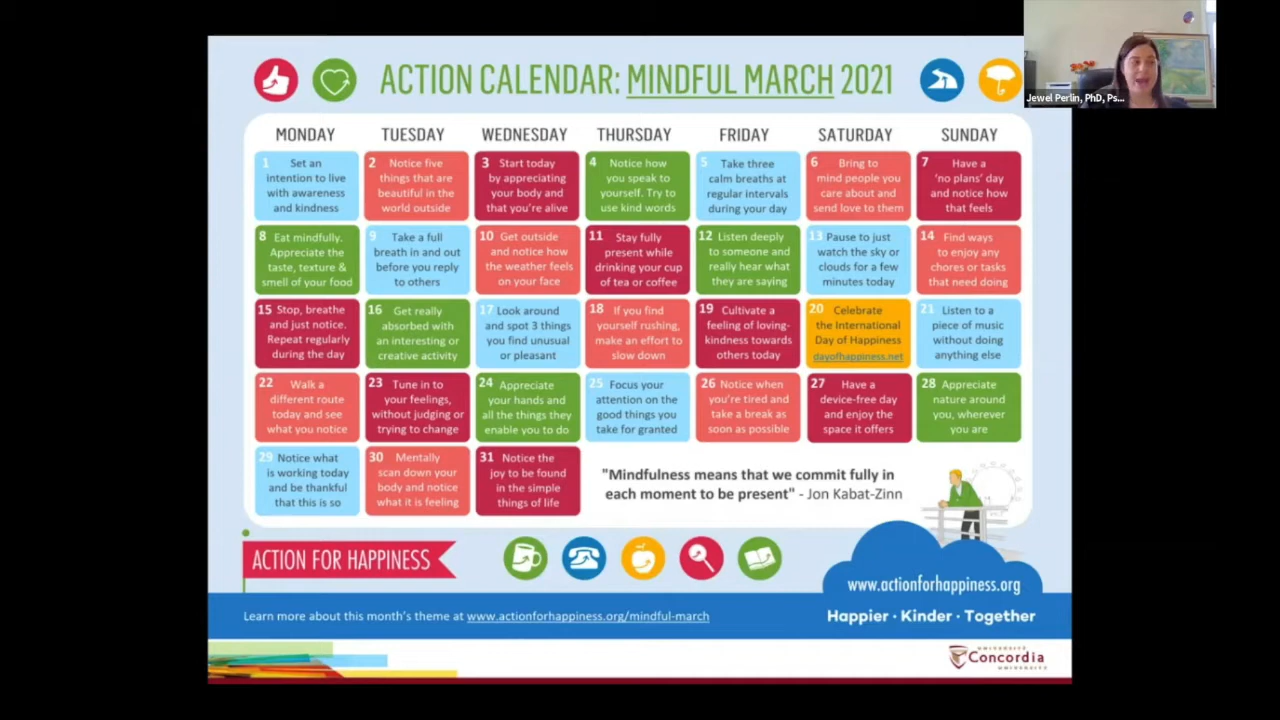 ACTION CALENDAR: MINDFUL MARCH 2021
Jewel Perlin, PhD, Ps...
MONDAY TUESDAY WEDNESDAY THURSDAY FRIDAY SATURDAY SUNDAY
1 Set an
intention to live
with awareness
and kindness
2 Notice five
things that are
beautiful in the
world outside
3 Start today
by appreciating
your body and
that you're alive
4 Notice how
you speak to
yourself. Try to
use kind words
5 Take three
calm breaths at
regular intervals
during your day
6 Bring to
mind people you
care about and
send love to them
7 Have a
'no plans' day
and notice how
that feels
8 Eat mindfully.
Appreciate the
taste, texture &
smell of your food
9 Take a full
breath in and out
before you reply
to others
10 Get outside
and notice how
the weather feels
on your face
11 Stay fully
present while
drinking your cup
of tea or coffee
12 Listen deeply
to someone and
really hear what
they are saying
13 Pause to just
watch the sky or
clouds for a few
minutes today
14 Find ways
to enjoy any
chores or tasks
that need doing
15 Stop, breathe
and just notice.
Repeat regularly
during the day
16 Get really
absorbed with
an interesting or
creative activity
17 Look around
and spot 3 things
you find unusual
or pleasant
18 If you find
yourself rushing,
make an effort to
slow down
19 Cultivate a
feeling of loving-
kindness towards
others today
20 Celebrate
the International
Day of Happiness
dayofhappiness.net
21 Listen to a
piece of music
without doing
anything else
22 Walk a
different route
today and see
what you notice
23 Tune in to
your feelings,
without judging or
trying to change
24 Appreciate
your hands and
all the things they
enable you to do
25 Focus your
attention on the
good things you
take for granted
26 Notice when
you're tired and
take a break as
soon as possible
27 Have a
device-free day
and enjoy the
space it offers
28 Appreciate
nature around
you, wherever
you are
29 Notice what
is working today
and be thankful
that this is so
30 Mentally
scan down your
body and notice
what it is feeling
31 Notice the
joy to be found
in the simple
things of life
"Mindfulness means that we commit fully in
each moment to be present" - Jon Kabat-Zinn
ACTION FOR HAPPINESS
www.actionforhappiness.org
Learn more about this month's theme at www.actionforhappiness.org/mindful-march
Happier · Kinder · Together
UNIVERSITÉ
Concordia
UNIVERSITY